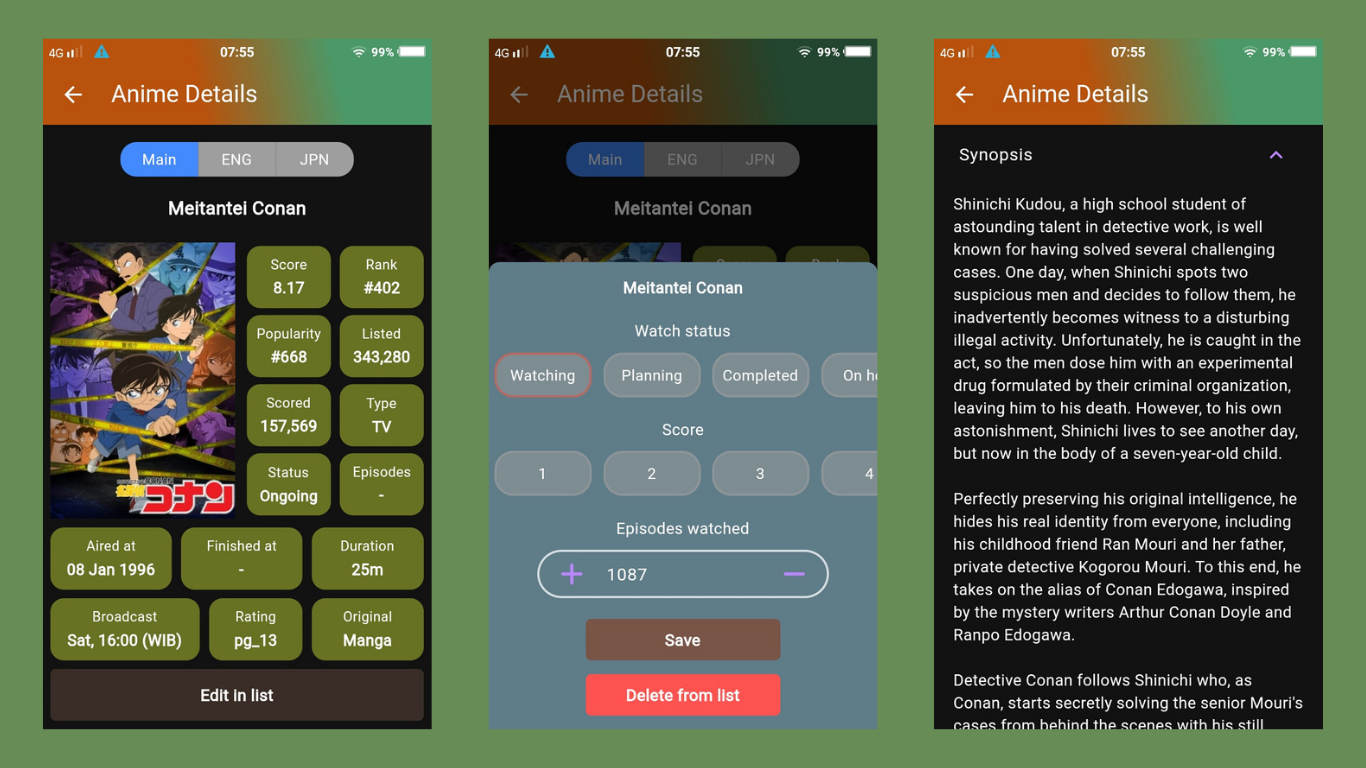 4G 07:55 99%
Anime Details
Main ENG JPN
Meitantei Conan
Score
8.17
Rank
#402
Popularity
#668
Listed
343,280
Scored
157,569
Type
TV
Status
Ongoing
Episodes
-
コナン
Aired at
08 Jan 1996
Finished at
-
Duration
25m
Broadcast
Sat, 16:00 (WIB)
Rating
pg_13
Original
Manga
Edit in list
4G 07:55 99%
Anime Details
Main ENG JPN
Meitantei Conan
Meitantei Conan
Watch status
Watching Planning Completed On ho
Score
1 2 3 4
Episodes watched
+ 1087 −
Save
Delete from list
4G 07:55 99%
Anime Details
Synopsis
Shinichi Kudou, a high school student of
astounding talent in detective work, is well
known for having solved several challenging
cases. One day, when Shinichi spots two
suspicious men and decides to follow them, he
inadvertently becomes witness to a disturbing
illegal activity. Unfortunately, he is caught in the
act, so the men dose him with an experimental
drug formulated by their criminal organization,
leaving him to his death. However, to his own
astonishment, Shinichi lives to see another day,
but now in the body of a seven-year-old child.
Perfectly preserving his original intelligence, he
hides his real identity from everyone, including
his childhood friend Ran Mouri and her father,
private detective Kogorou Mouri. To this end, he
takes on the alias of Conan Edogawa, inspired
by the mystery writers Arthur Conan Doyle and
Ranpo Edogawa.
Detective Conan follows Shinichi who, as
Conan, starts secretly solving the senior Mouri's
cases from behind the scenes with his still